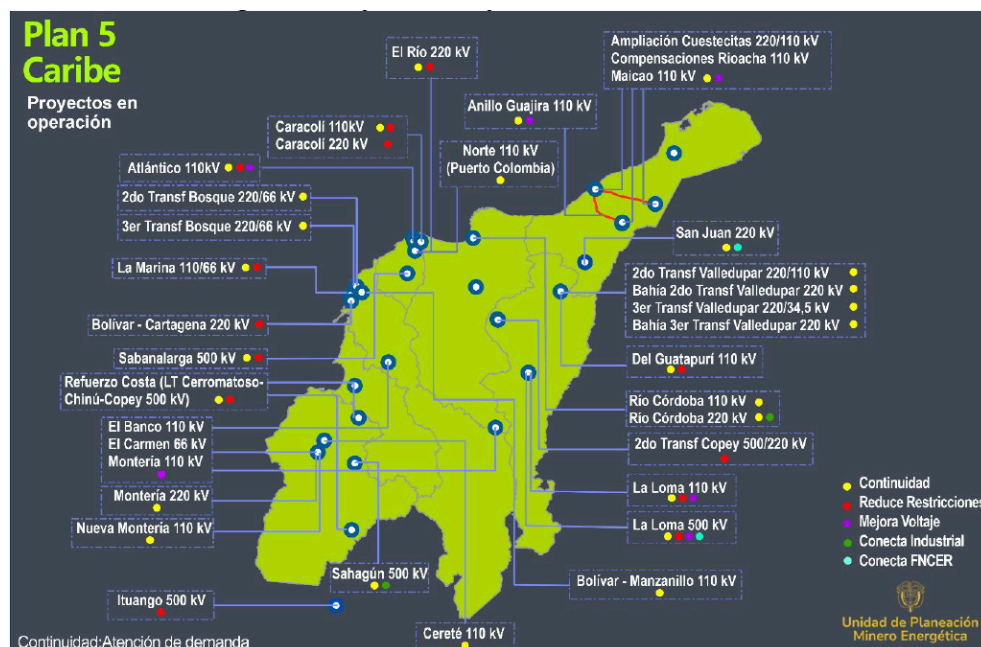 Plan 5
Caribe
Proyectos en
operación
El Río 220 kV
Ampliación Cuestecitas 220/110 kV
Compensaciones Rioacha 110 kV
Maicao 110 kV
Anillo Guajira 110 kV
Caracolí 110kV
Caracolí 220 kV
Norte 110 kV
(Puerto Colombia)
Atlántico 110kV
2do Transf Bosque 220/66 kV
3er Transf Bosque 220/66 kV
San Juan 220 kV
La Marina 110/66 kV
2do Transf Valledupar 220/110 kV
Bahía 2do Transf Valledupar 220 kV
3er Transf Valledupar 220/34,5 kV
Bahía 3er Transf Valledupar 220 kV
Bolívar - Cartagena 220 kV
Sabanalarga 500 kV
Del Guatapurí 110 kV
Refuerzo Costa (LT Cerromatoso-
Chinú-Copey 500 kV)
Río Córdoba 110 kV
Río Córdoba 220 kV
El Banco 110 kV
El Carmen 66 kV
Montería 110 kV
2do Transf Copey 500/220 kV
La Loma 110 kV
Montería 220 kV
La Loma 500 kV
Nueva Montería 110 kV
Continuidad
Reduce Restricciones
Mejora Voltaje
Conecta Industrial
Conecta FNCER
Sahagún 500 kV
Bolívar - Manzanillo 110 kV
Ituango 500 kV
Cereté 110 kV
Continuidad:Atención de demanda
Unidad de Planeación
Minero Energética